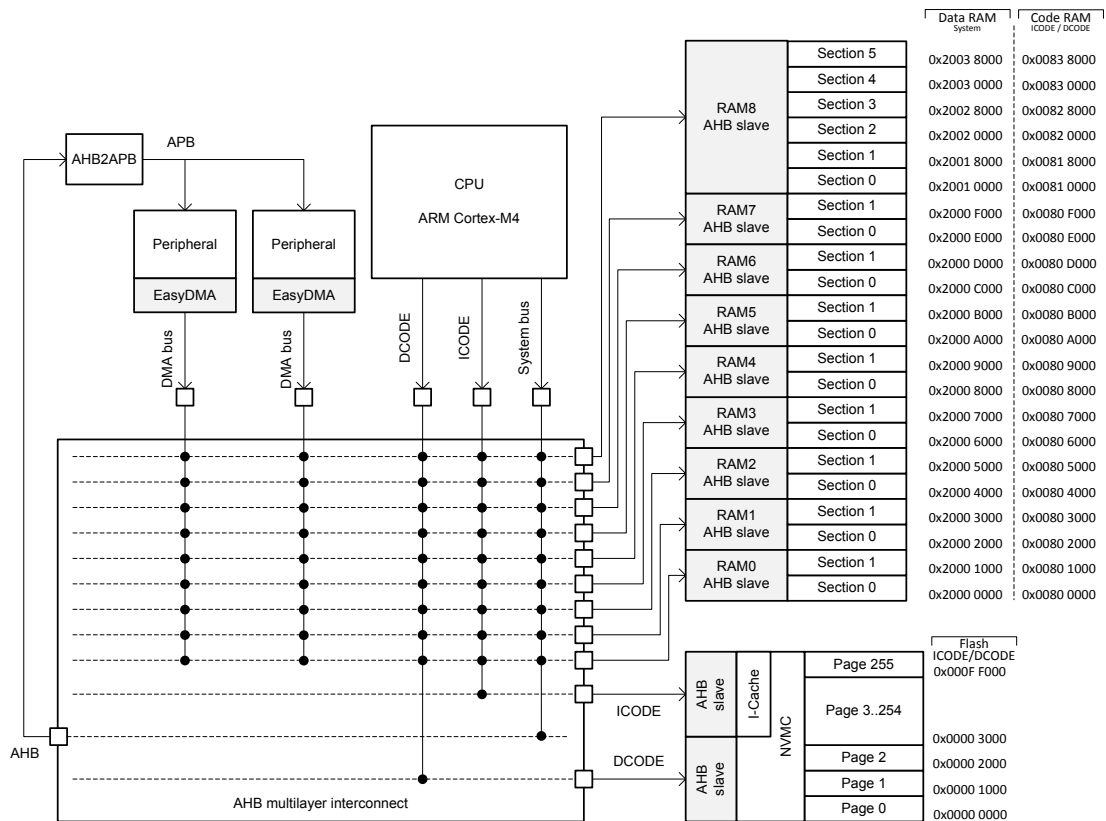 Data RAM
System
Code RAM
ICODE / DCODE
Section 5
0x2003 8000 0x0083 8000
Section 4
0x2003 0000 0x0083 0000
Section 3
0x2002 8000 0x0082 8000
Section 2
0x2002 0000 0x0082 0000
Section 1
0x2001 8000 0x0081 8000
Section 0
0x2001 0000 0x0081 0000
RAM8
AHB slave
Section 1
0x2000 F000 0x0080 F000
Section 0
0x2000 E000 0x0080 E000
RAM7
AHB slave
Section 1
0x2000 D000 0x0080 D000
Section 0
0x2000 C000 0x0080 C000
RAM6
AHB slave
Section 1
0x2000 B000 0x0080 B000
Section 0
0x2000 A000 0x0080 A000
RAM5
AHB slave
Section 1
0x2000 9000 0x0080 9000
Section 0
0x2000 8000 0x0080 8000
RAM4
AHB slave
Section 1
0x2000 7000 0x0080 7000
Section 0
0x2000 6000 0x0080 6000
RAM3
AHB slave
Section 1
0x2000 5000 0x0080 5000
Section 0
0x2000 4000 0x0080 4000
RAM2
AHB slave
Section 1
0x2000 3000 0x0080 3000
Section 0
0x2000 2000 0x0080 2000
RAM1
AHB slave
Section 1
0x2000 1000 0x0080 1000
Section 0
0x2000 0000 0x0080 0000
RAM0
AHB slave
AHB2APB
APB
CPU
ARM Cortex-M4
Peripheral
EasyDMA
Peripheral
EasyDMA
DMA bus
DMA bus
DCODE
ICODE
System bus
AHB
AHB multilayer interconnect
ICODE
DCODE
AHB
slave
AHB
slave
I-Cache
NVMC
Flash
ICODE/DCODE
Page 255
0x000F F000
Page 3..254
0x0000 3000
Page 2
0x0000 2000
Page 1
0x0000 1000
Page 0
0x0000 0000